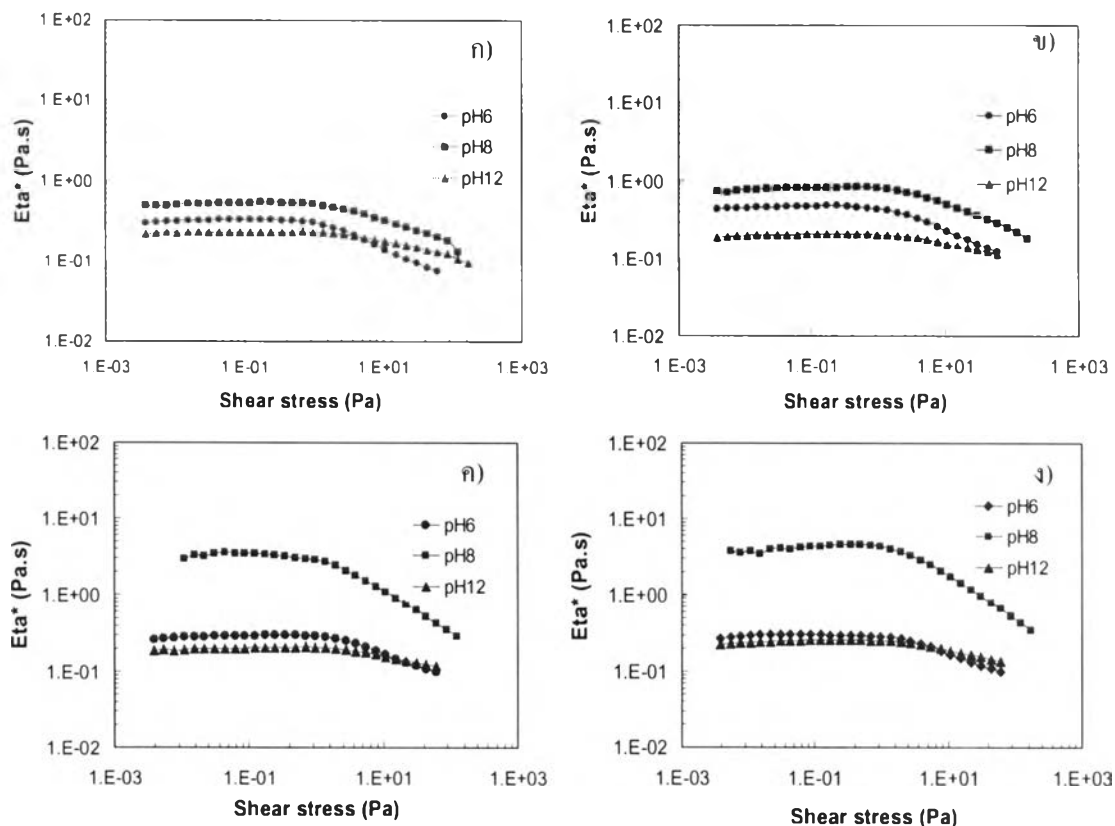 ก)
1.E+02
1.E+01
1.E+00
1.E-01
1.E-02
Eta* (Pa.s)
pH6
pH8
pH12
1.E-03 1.E-01 1.E+01 1.E+03
Shear stress (Pa)
ข)
1.E+02
1.E+01
1.E+00
1.E-01
1.E-02
Eta* (Pa.s)
pH6
pH8
pH12
1.E-03 1.E-01 1.E+01 1.E+03
Shear stress (Pa)
ค)
1.E+02
1.E+01
1.E+00
1.E-01
1.E-02
Eta* (Pa.s)
pH6
pH8
pH12
1.E-03 1.E-01 1.E+01 1.E+03
Shear stress (Pa)
ง)
1.E+02
1.E+01
1.E+00
1.E-01
1.E-02
Eta* (Pa.s)
pH6
pH8
pH12
1.E-03 1.E-01 1.E+01 1.E+03
Shear stress (Pa)